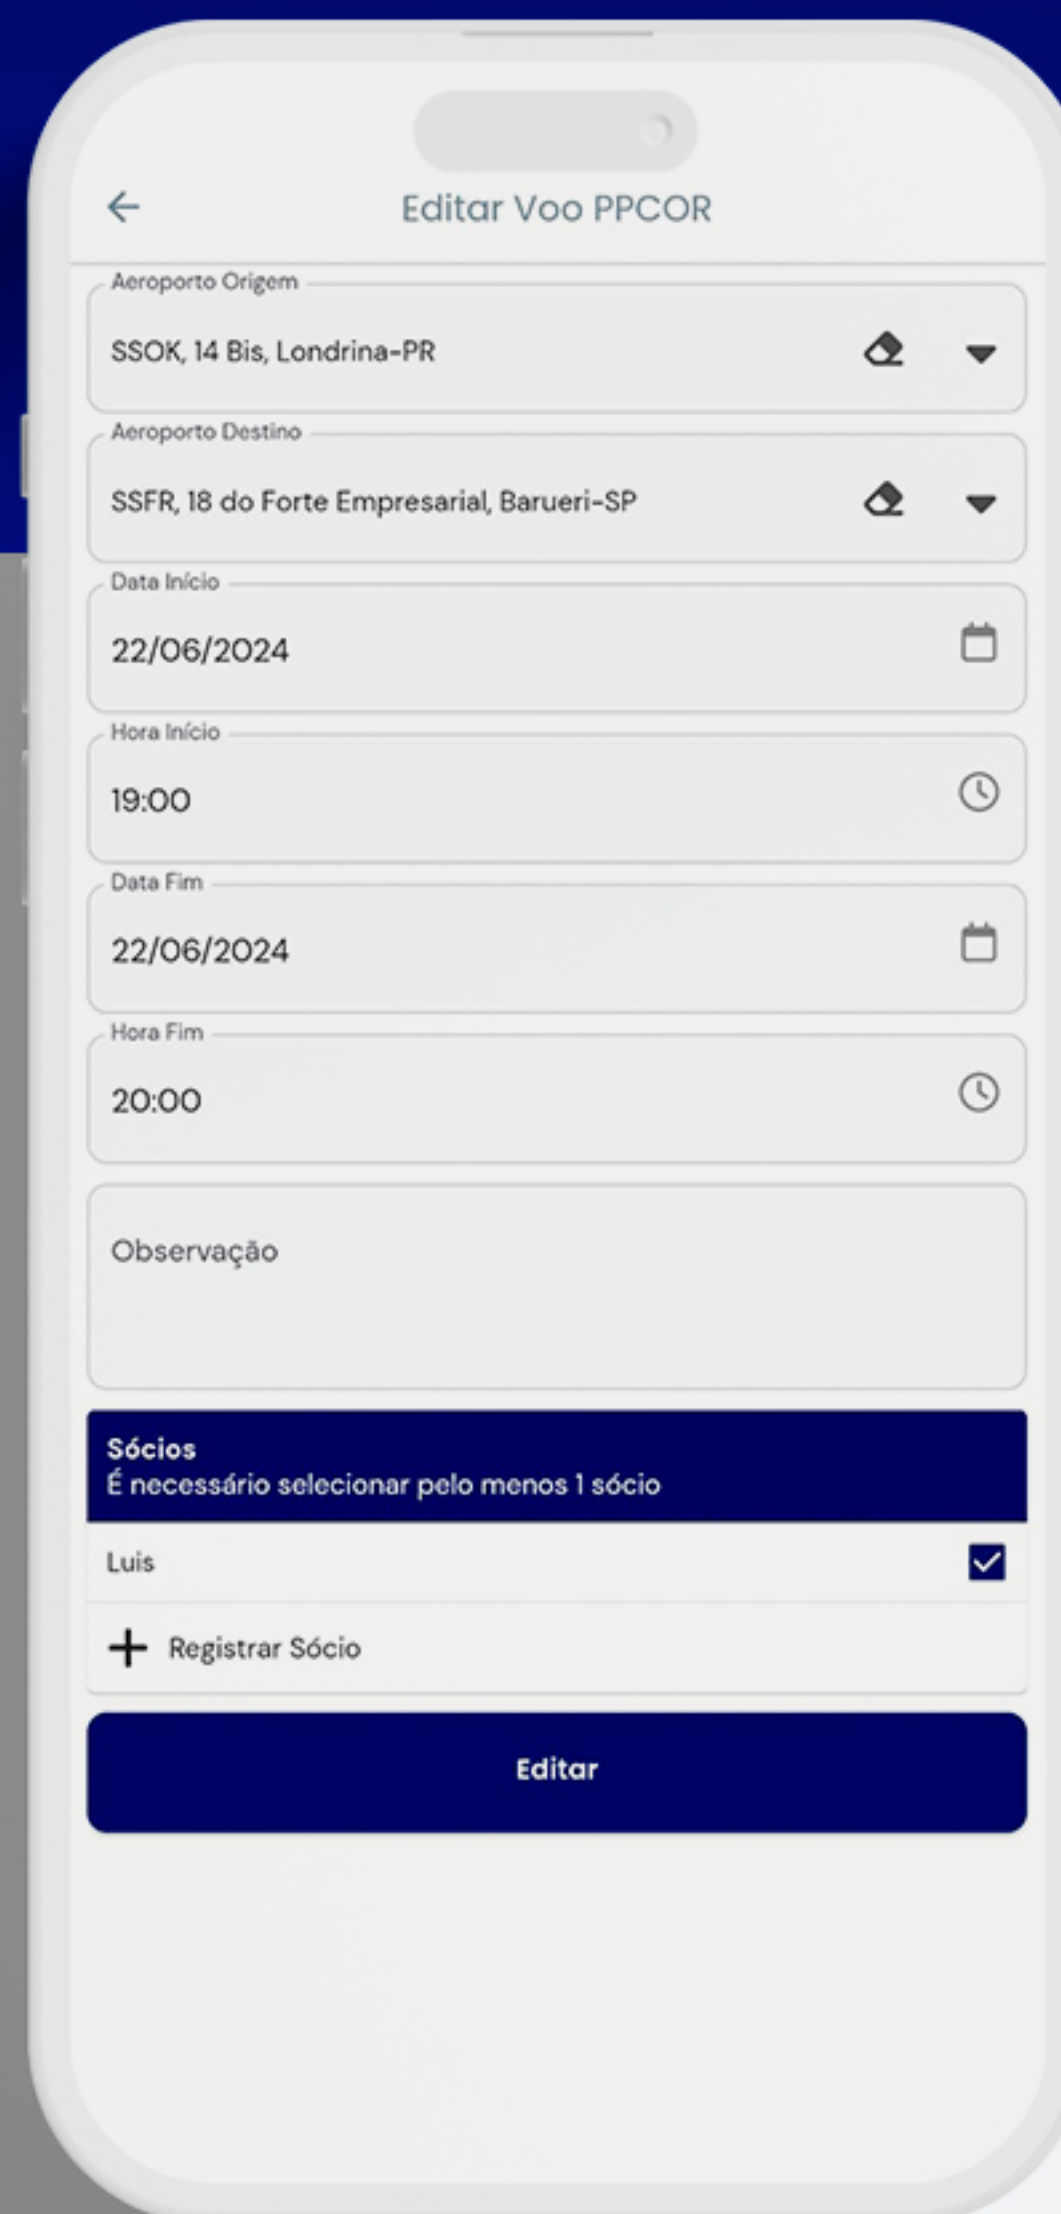 Editar Voo PPCOR
Aeroporto Origem
SSOK, 14 Bis, Londrina-PR
Aeroporto Destino
SSFR, 18 do Forte Empresarial, Barueri-SP
Data Início
22/06/2024
Hora Início
19:00
Data Fim
22/06/2024
Hora Fim
20:00
Observação
Sócios
É necessário selecionar pelo menos 1 sócio
Luis
Registrar Sócio
Editar